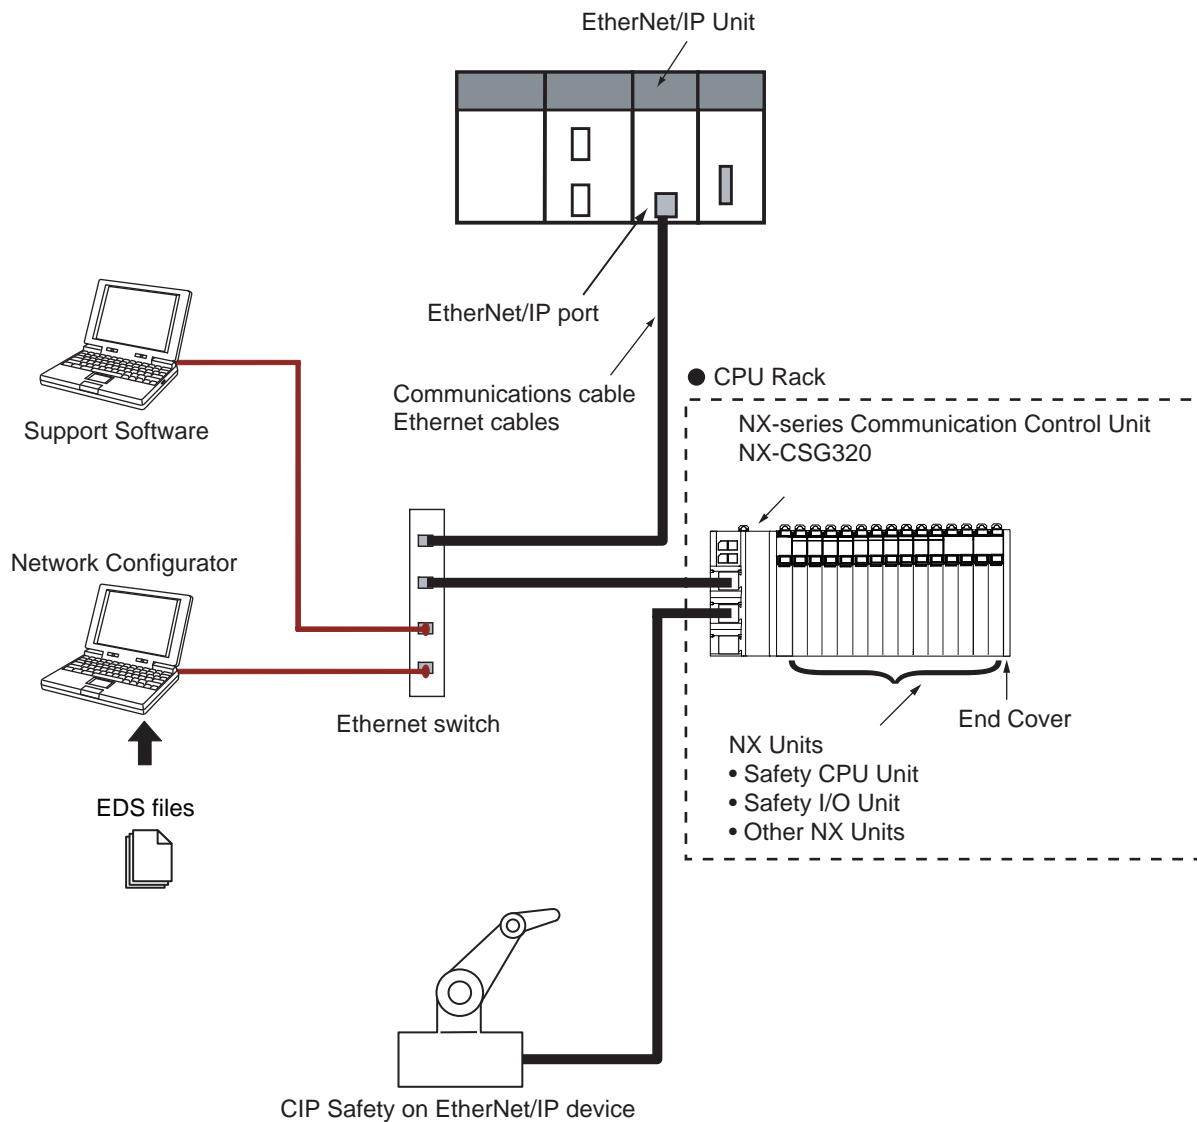 EtherNet/IP Unit
EtherNet/IP port
Communications cable
Ethernet cables
Support Software
● CPU Rack
NX-series Communication Control Unit
NX-CSG320
Network Configurator
Ethernet switch
End Cover
NX Units
• Safety CPU Unit
• Safety I/O Unit
• Other NX Units
EDS files
CIP Safety on EtherNet/IP device